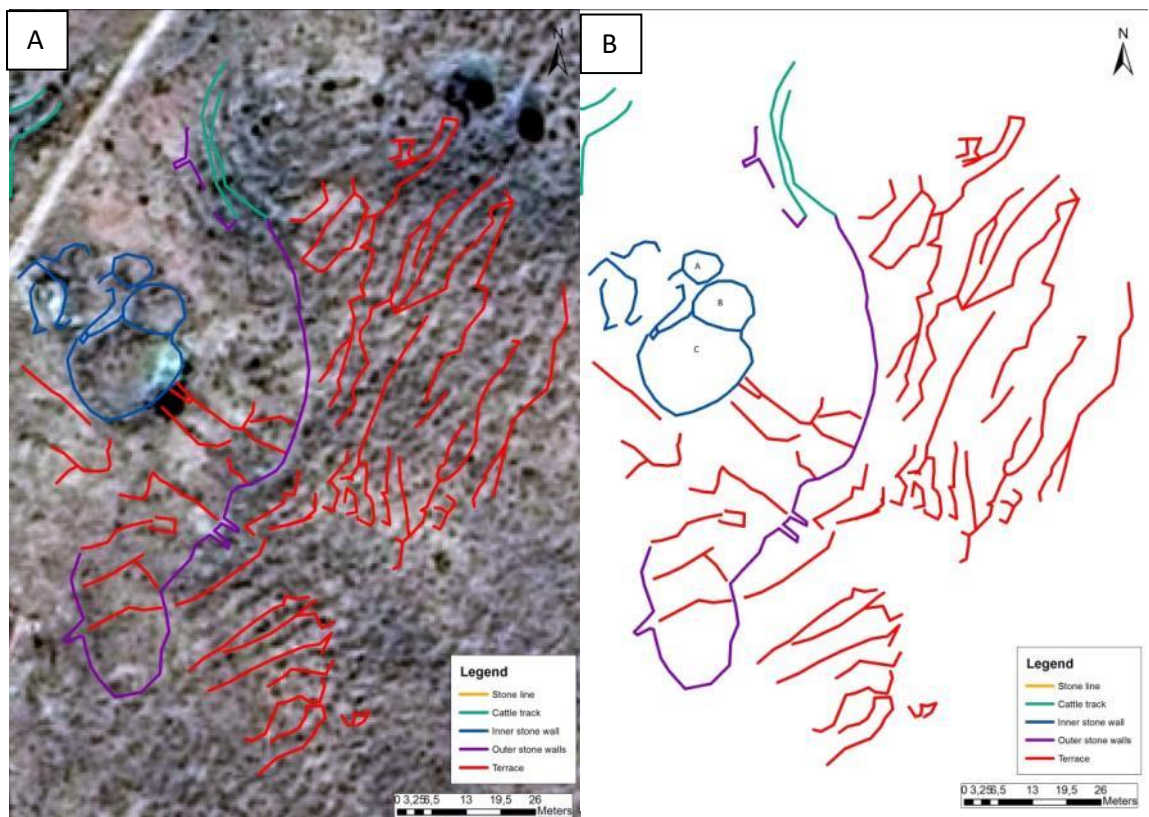 A
N
Legend
Stone line
Cattle track
Inner stone wall
Outer stone walls
Terrace
0 3,25 6,5 13 19,5 26
Meters
B
N
A
B
C
Legend
Stone line
Cattle track
Inner stone wall
Outer stone walls
Terrace
0 3,25 6,5 13 19,5 26
Meters